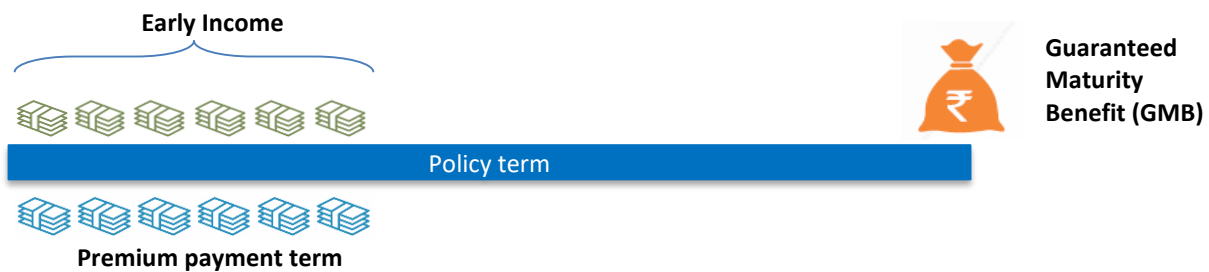 Early Income
Guaranteed
Maturity
Benefit (GMB)
₹
Policy term
Premium payment term